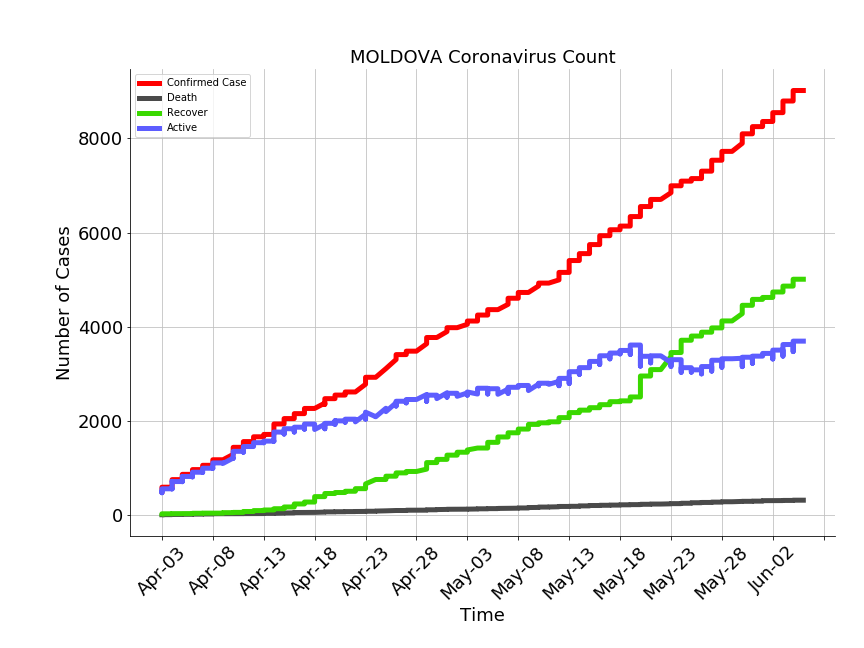 MOLDOVA Coronavirus Count
Confirmed Case
Death
Recover
Active
8000
6000
4000
2000
0
Number of Cases
Apr-03
Apr-08
Apr-13
Apr-18
Apr-23
Apr-28
May-03
May-08
May-13
May-18
May-23
May-28
Jun-02
Time